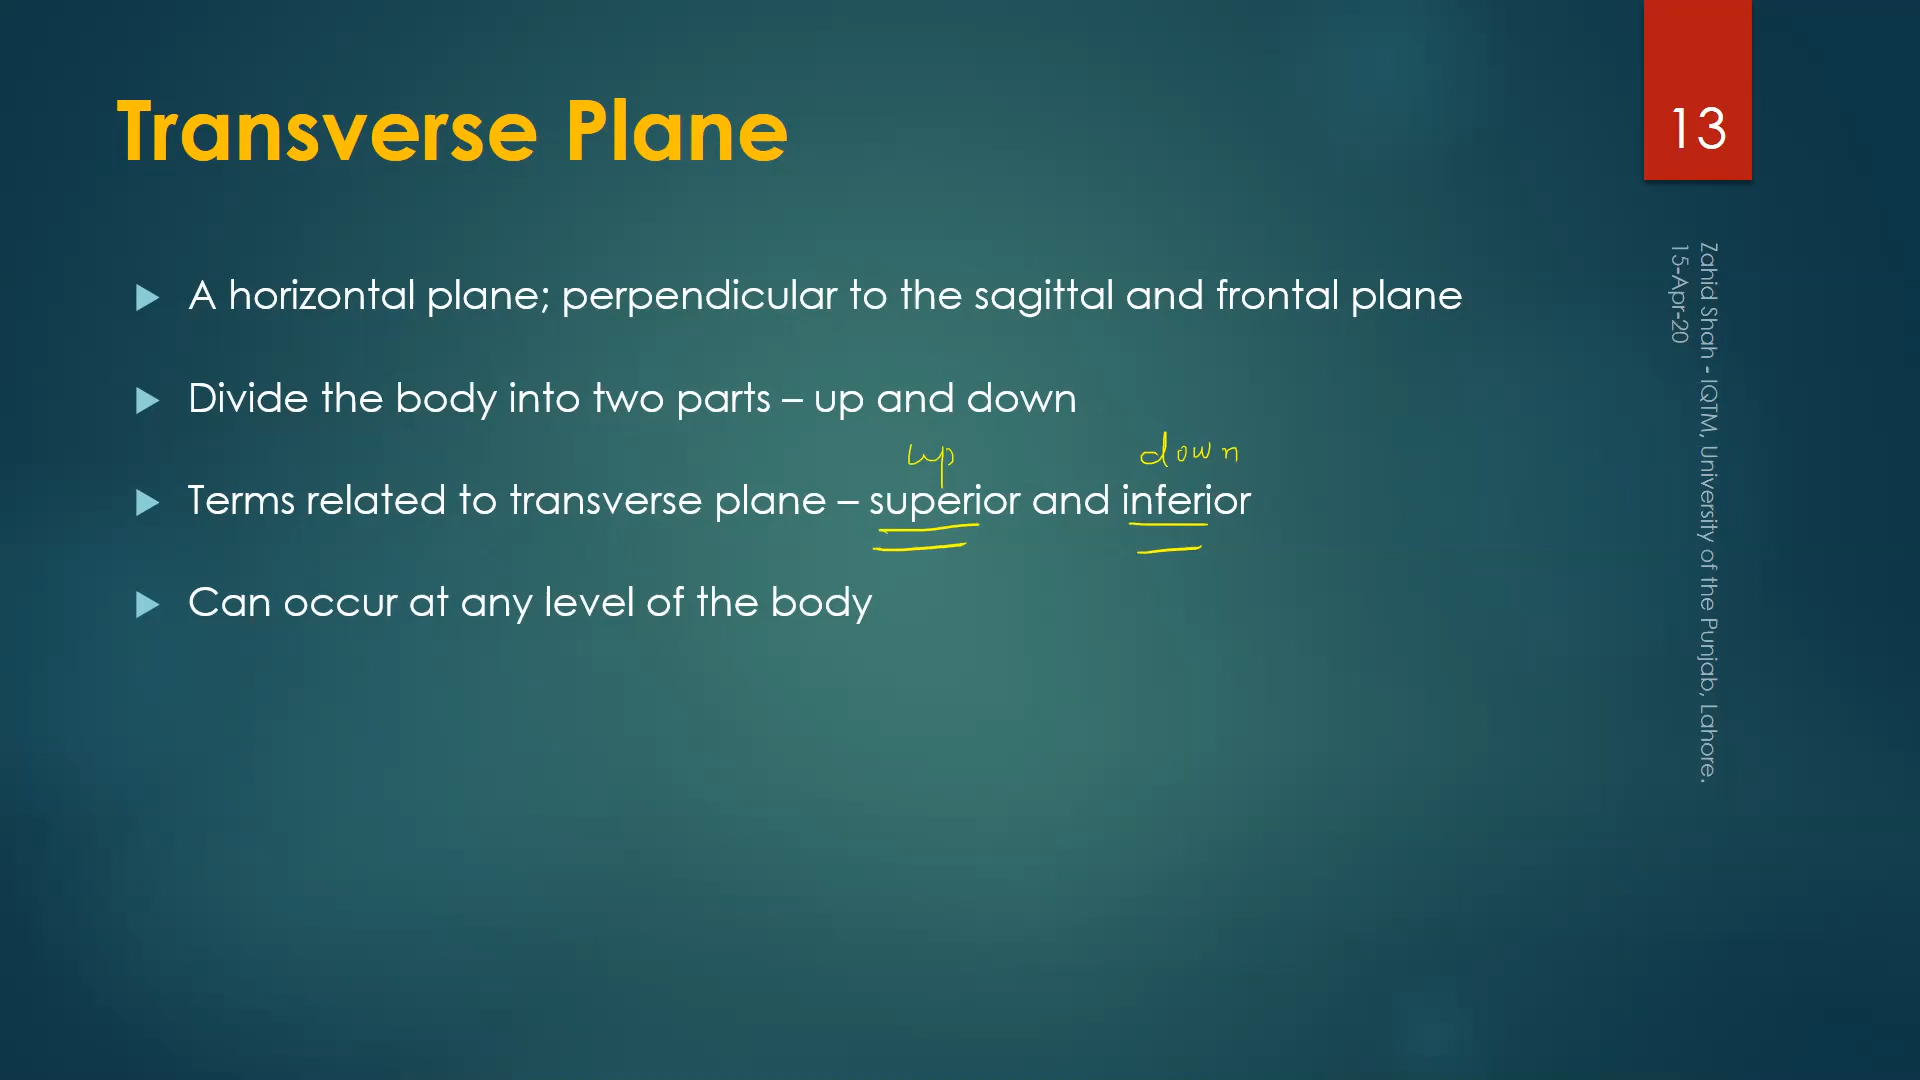 Transverse Plane
13
A horizontal plane; perpendicular to the sagittal and frontal plane
Divide the body into two parts – up and down
up down
Terms related to transverse plane – superior and inferior
Can occur at any level of the body
Zahid Shah - IQTM, University of the Punjab, Lahore.
15-Apr-20